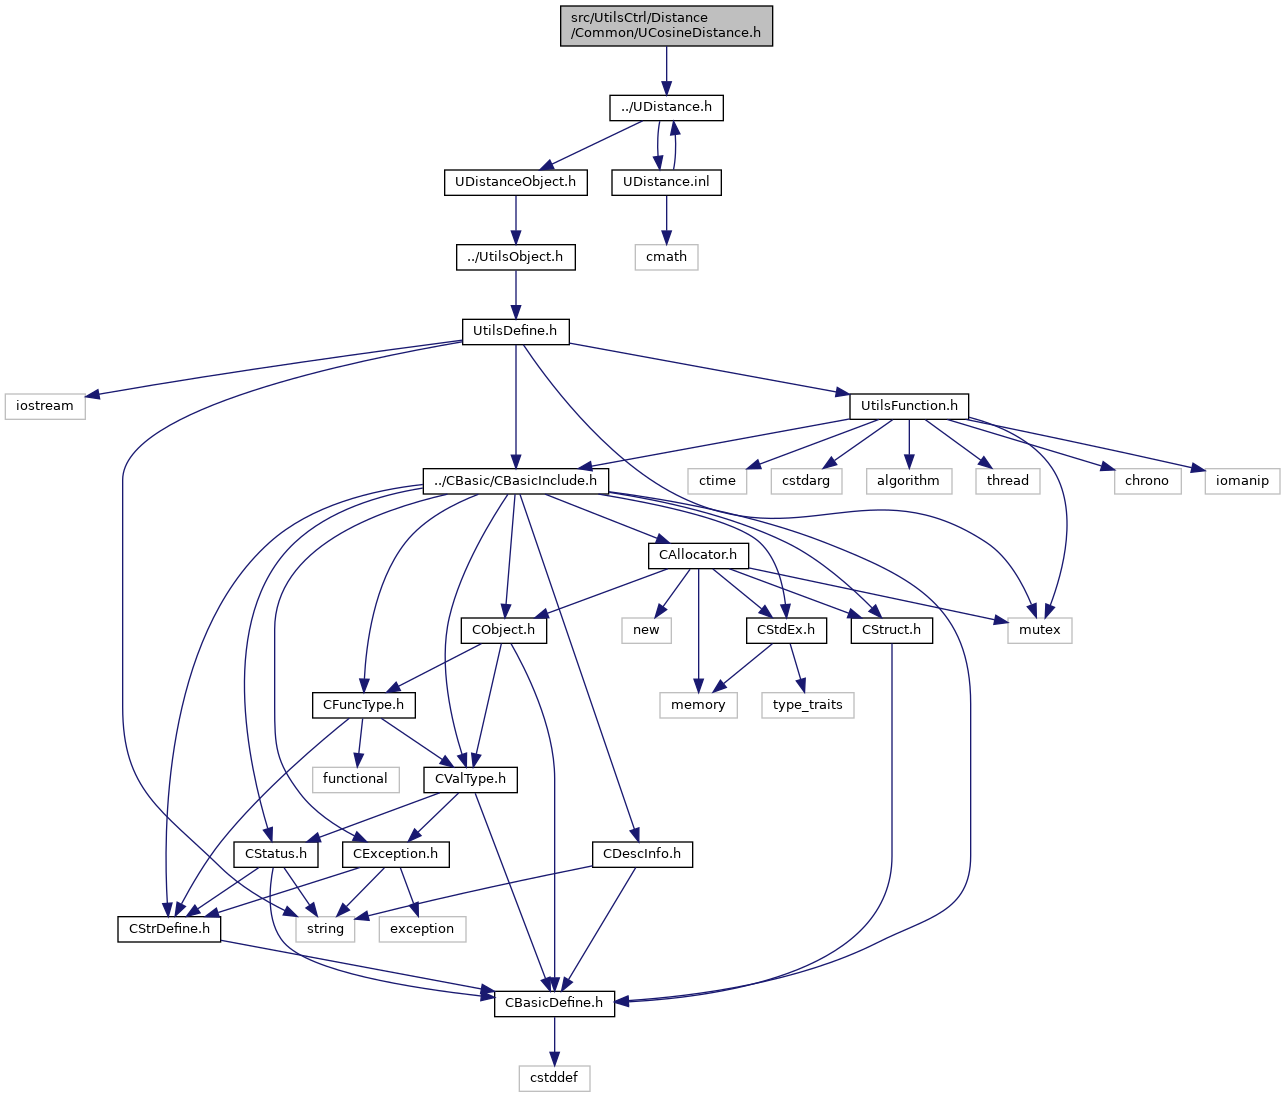 src/UtilsCtrl/Distance
/Common/UCosineDistance.h
../UDistance.h
UDistanceObject.h
UDistance.inl
../UtilsObject.h
cmath
UtilsDefine.h
iostream
UtilsFunction.h
../CBasic/CBasicInclude.h
ctime
cstdarg
algorithm
thread
chrono
iomanip
CAllocator.h
CObject.h
new
CStdEx.h
CStruct.h
mutex
CFuncType.h
memory
type_traits
functional
CValType.h
CStatus.h
CException.h
CDescInfo.h
CStrDefine.h
string
exception
CBasicDefine.h
cstddef